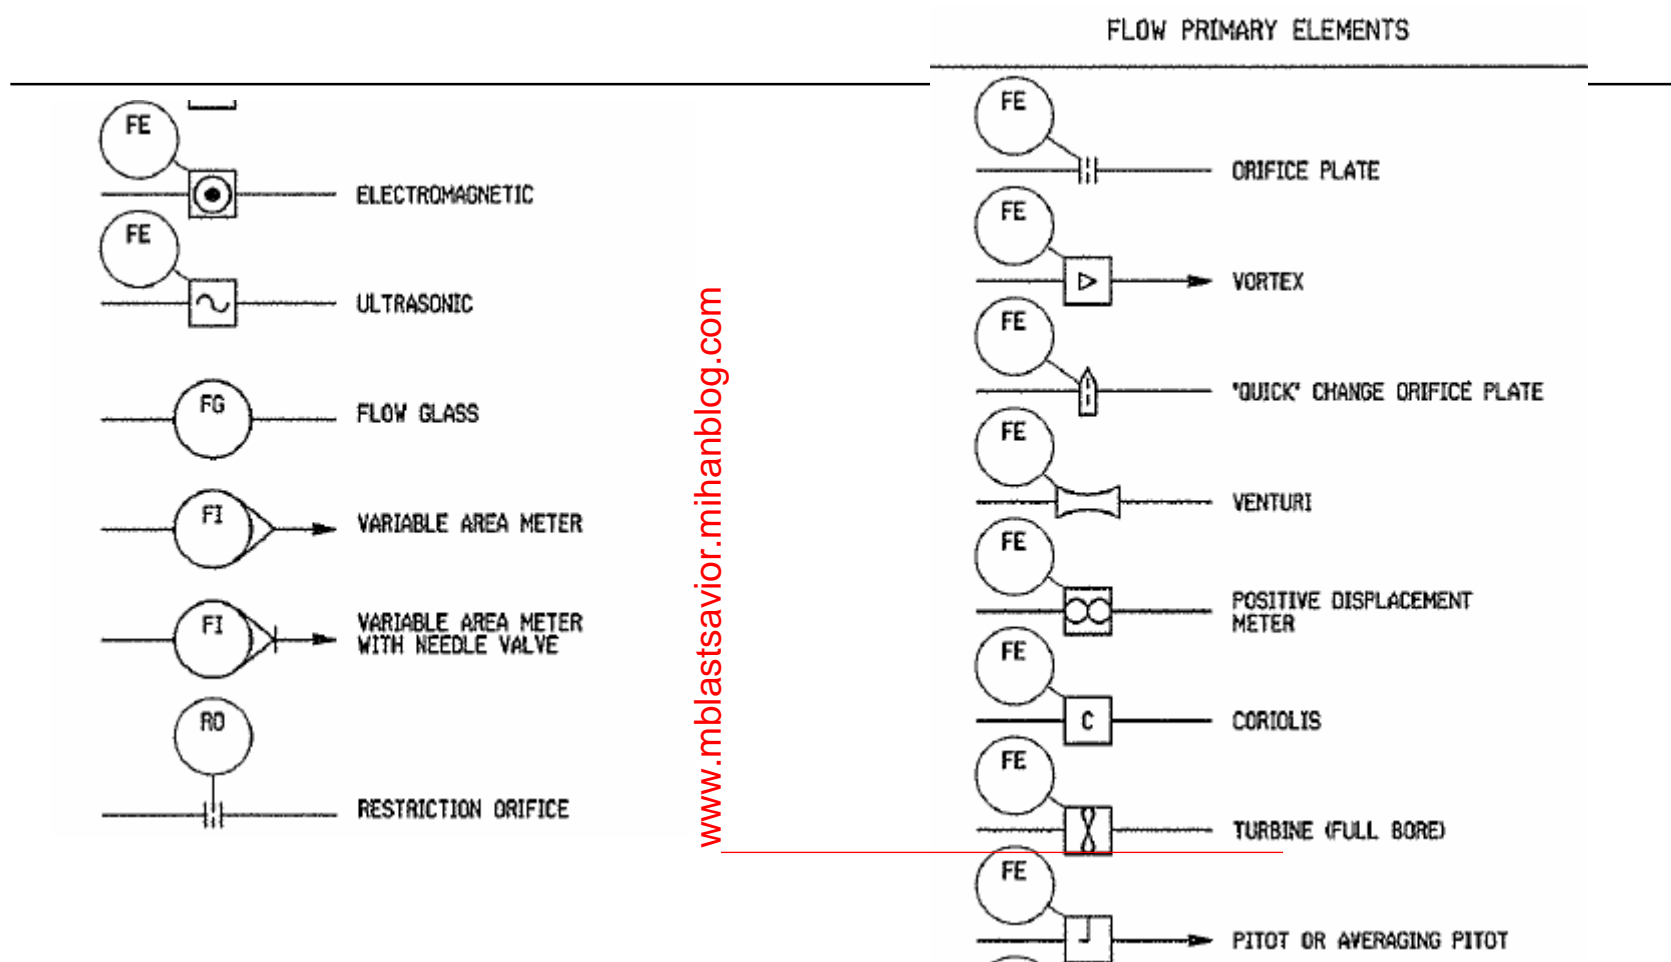 FLOW PRIMARY ELEMENTS
FE
ELECTROMAGNETIC
FE
ULTRASONIC
FG
FLOW GLASS
FI
VARIABLE AREA METER
FI
VARIABLE AREA METER
WITH NEEDLE VALVE
RO
RESTRICTION ORIFICE
www.mblastsavior.mihanblog.com
FE
ORIFICE PLATE
FE
VORTEX
FE
"QUICK" CHANGE ORIFICE PLATE
FE
VENTURI
FE
POSITIVE DISPLACEMENT
METER
FE
C
CORIOLIS
FE
TURBINE (FULL BORE)
FE
PITOT OR AVERAGING PITOT